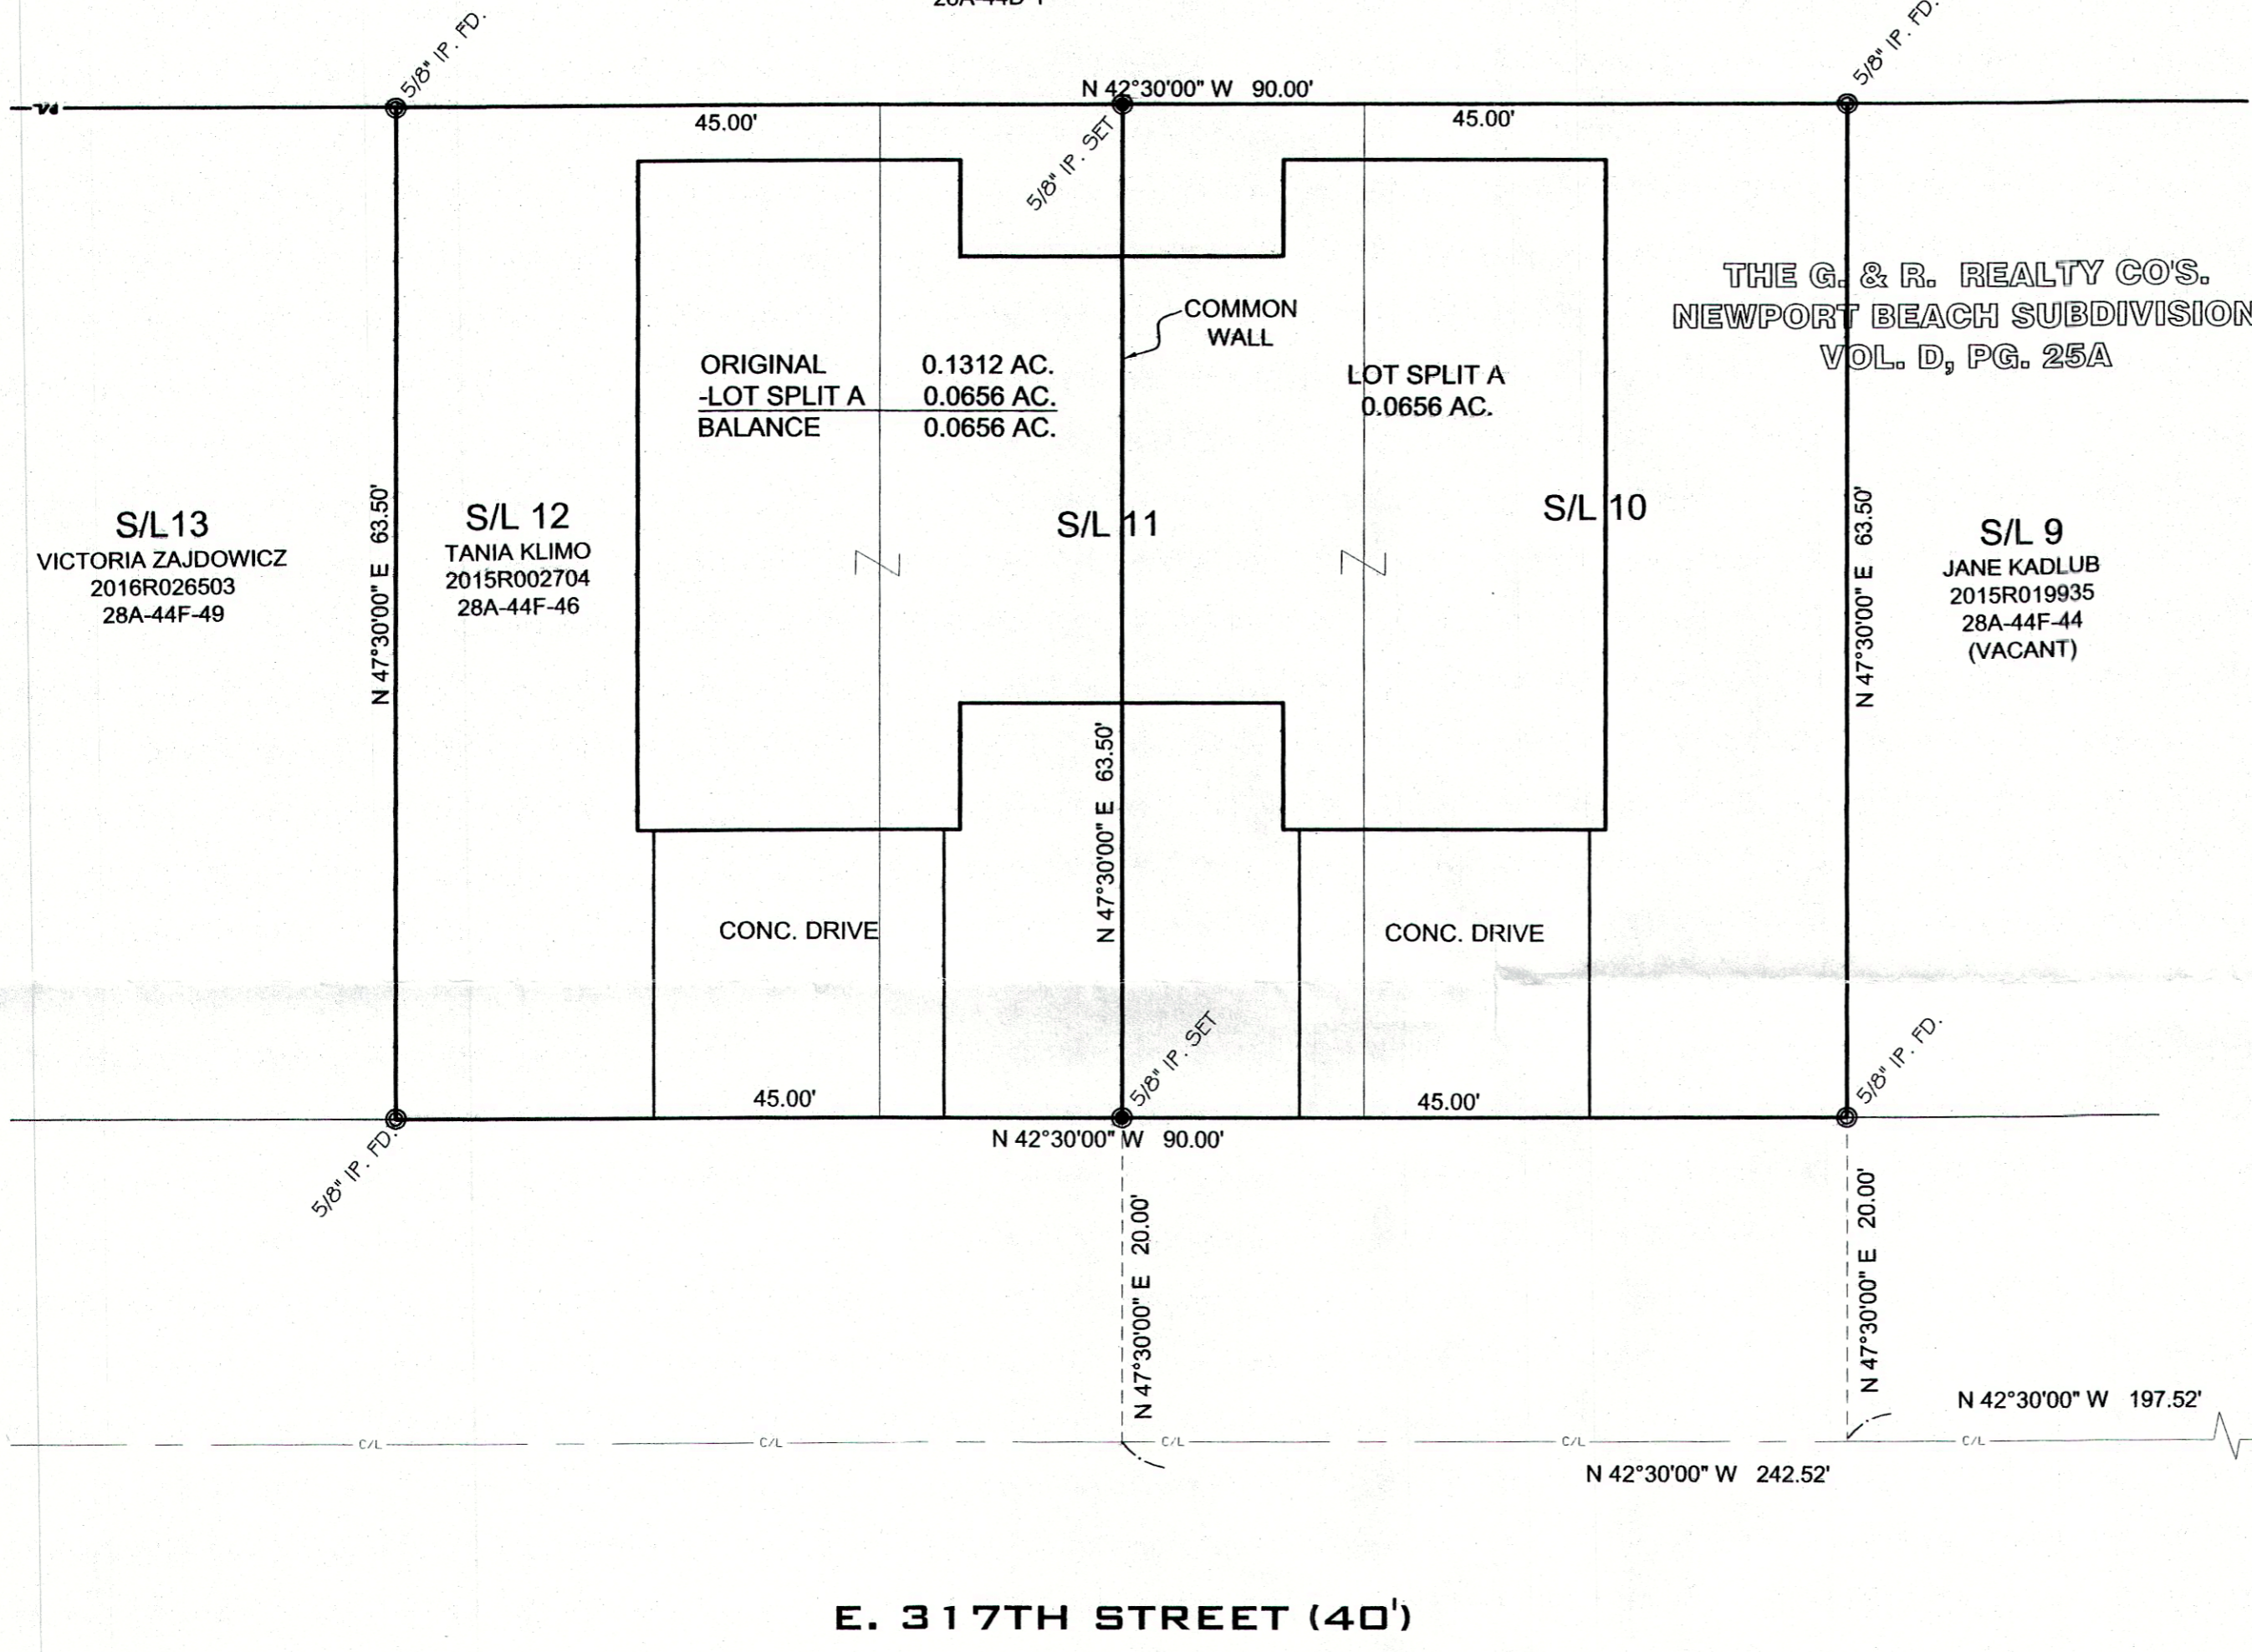 5/8" IP. FD.
5/8" IP. FD.
N 42°30'00" W 90.00'
45.00'
45.00'
5/8" IP. SET
THE G. & R. REALTY CO'S.
NEWPORT BEACH SUBDIVISION
VOL. D, PG. 25A
COMMON
WALL
ORIGINAL 0.1312 AC.
-LOT SPLIT A 0.0656 AC.
BALANCE 0.0656 AC.
LOT SPLIT A
0.0656 AC.
S/L 13
VICTORIA ZAJDOWICZ
2016R026503
28A-44F-49
N 47°30'00" E 63.50'
S/L 12
TANIA KLIMO
2015R002704
28A-44F-46
S/L 11
S/L 10
N 47°30'00" E 63.50'
S/L 9
JANE KADLUB
2015R019935
28A-44F-44
(VACANT)
Z
Z
N 47°30'00" E 63.50'
CONC. DRIVE
CONC. DRIVE
5/8" IP. SET
5/8" IP. FD.
45.00'
45.00'
5/8" IP. FD.
N 42°30'00" W 90.00'
N 47°30'00" E 20.00'
N 47°30'00" E 20.00'
N 42°30'00" W 197.52'
C/L
C/L
C/L
C/L
C/L
N 42°30'00" W 242.52'
E. 317TH STREET (40')